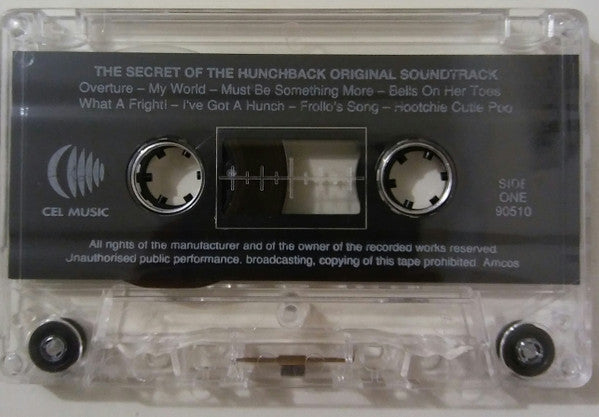 THE SECRET OF THE HUNCHBACK ORIGINAL SOUNDTRACK
Overture – My World – Must Be Something More – Bells On Her Toes
What A Fright! – I've Got A Hunch – Frollo's Song – Hootchie Cutie Poo
CEL MUSIC
SIDE
ONE
90510
All rights of the manufacturer and of the owner of the recorded works reserved.
Unauthorised public performance, broadcasting, copying of this tape prohibited. Amcos